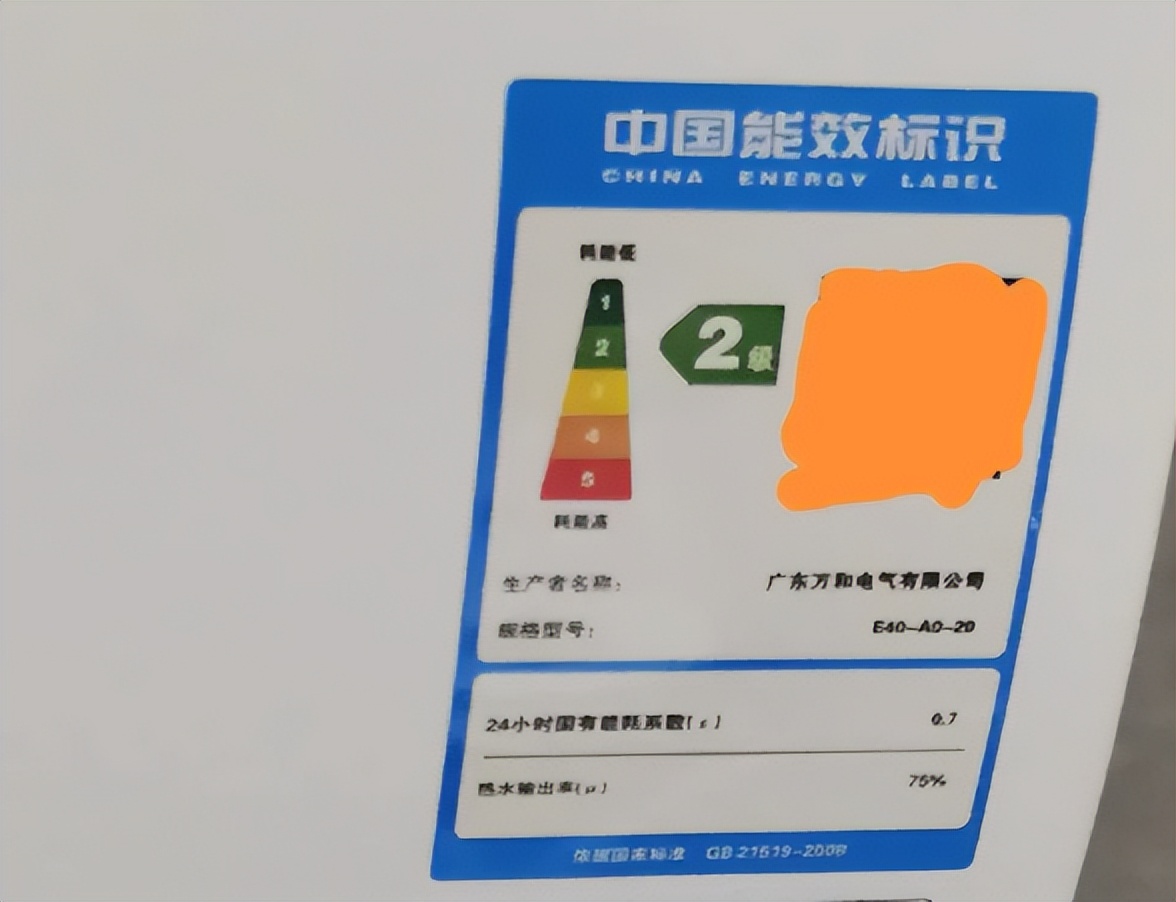 中国能效标识
CHINA ENERGY LABEL
耗能低
1
2
2级
3
4
5
耗能高
生产者名称：
广东万和电气有限公司
规格型号：
E40-A0-20
24小时固有能耗系数(ε)
0.7
热水输出率(μ)
75%
依据国家标准 GB 21519-2008